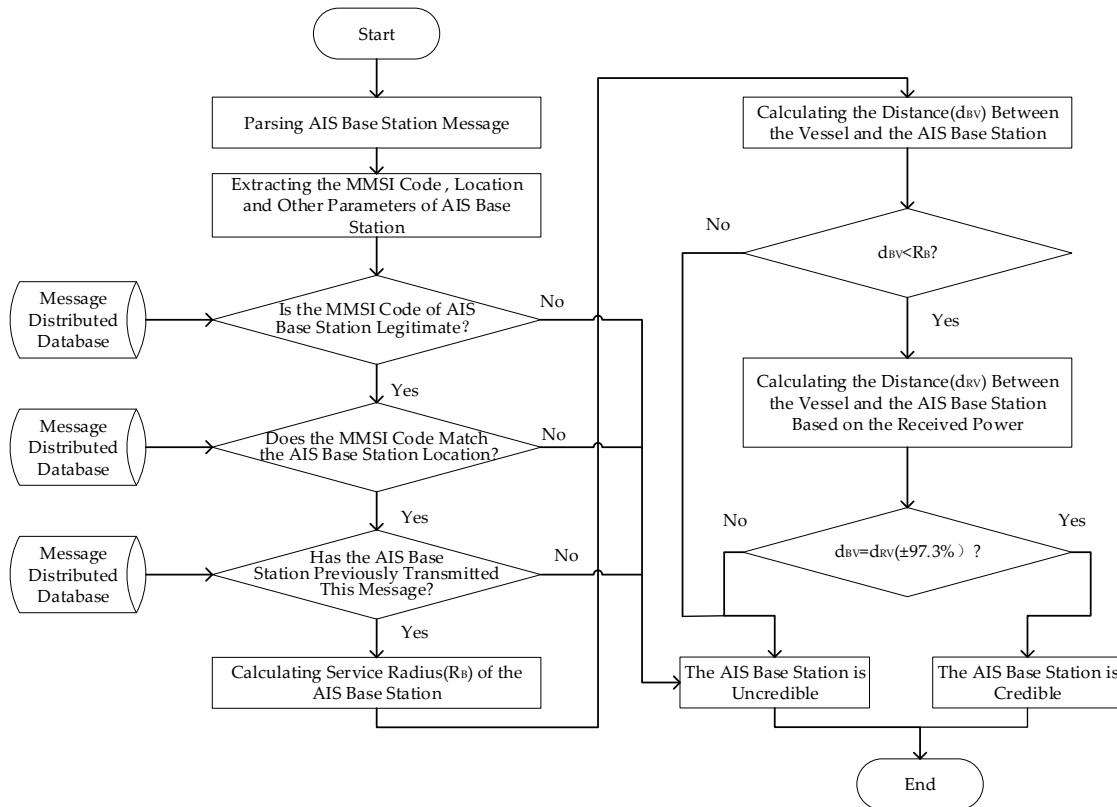 Start
Parsing AIS Base Station Message
Extracting the MMSI Code , Location
and Other Parameters of AIS Base
Station
Message
Distributed
Database
Is the MMSI Code of AIS
Base Station Legitimate?
No
Yes
Message
Distributed
Database
Does the MMSI Code Match
the AIS Base Station Location?
No
Yes
Message
Distributed
Database
Has the AIS Base
Station Previously Transmitted
This Message?
No
Yes
Calculating Service Radius(RB) of the
AIS Base Station
Calculating the Distance(dBV) Between
the Vessel and the AIS Base Station
No
dBV<RB?
Yes
Calculating the Distance(dRV) Between
the Vessel and the AIS Base Station
Based on the Received Power
No
dBV=dRV(±97.3%）?
Yes
The AIS Base Station is
Uncredible
The AIS Base Station is
Credible
End